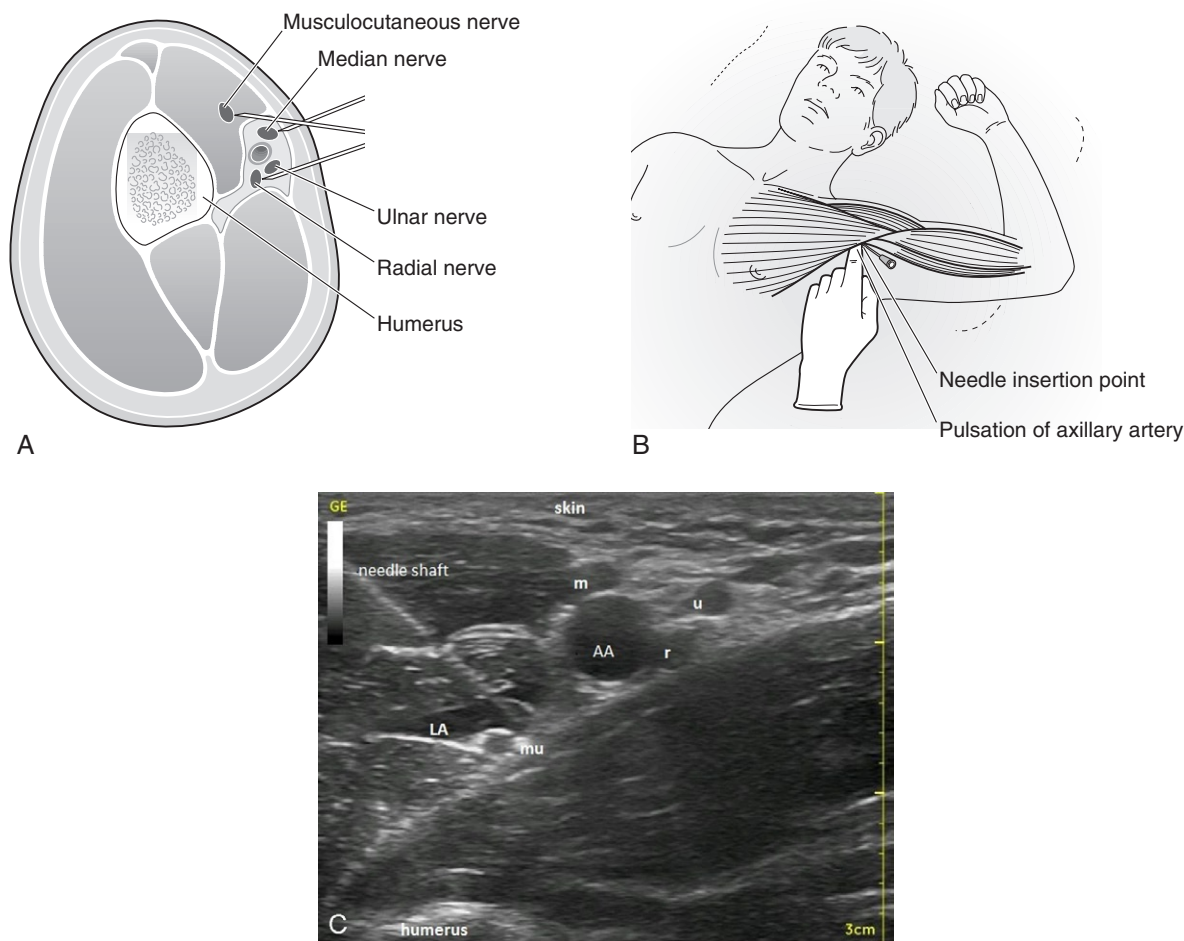 Musculocutaneous nerve
Median nerve
Ulnar nerve
Radial nerve
Humerus
A
Needle insertion point
Pulsation of axillary artery
B
GE
skin
needle shaft
m
u
AA
r
LA
mu
C
humerus
3cm